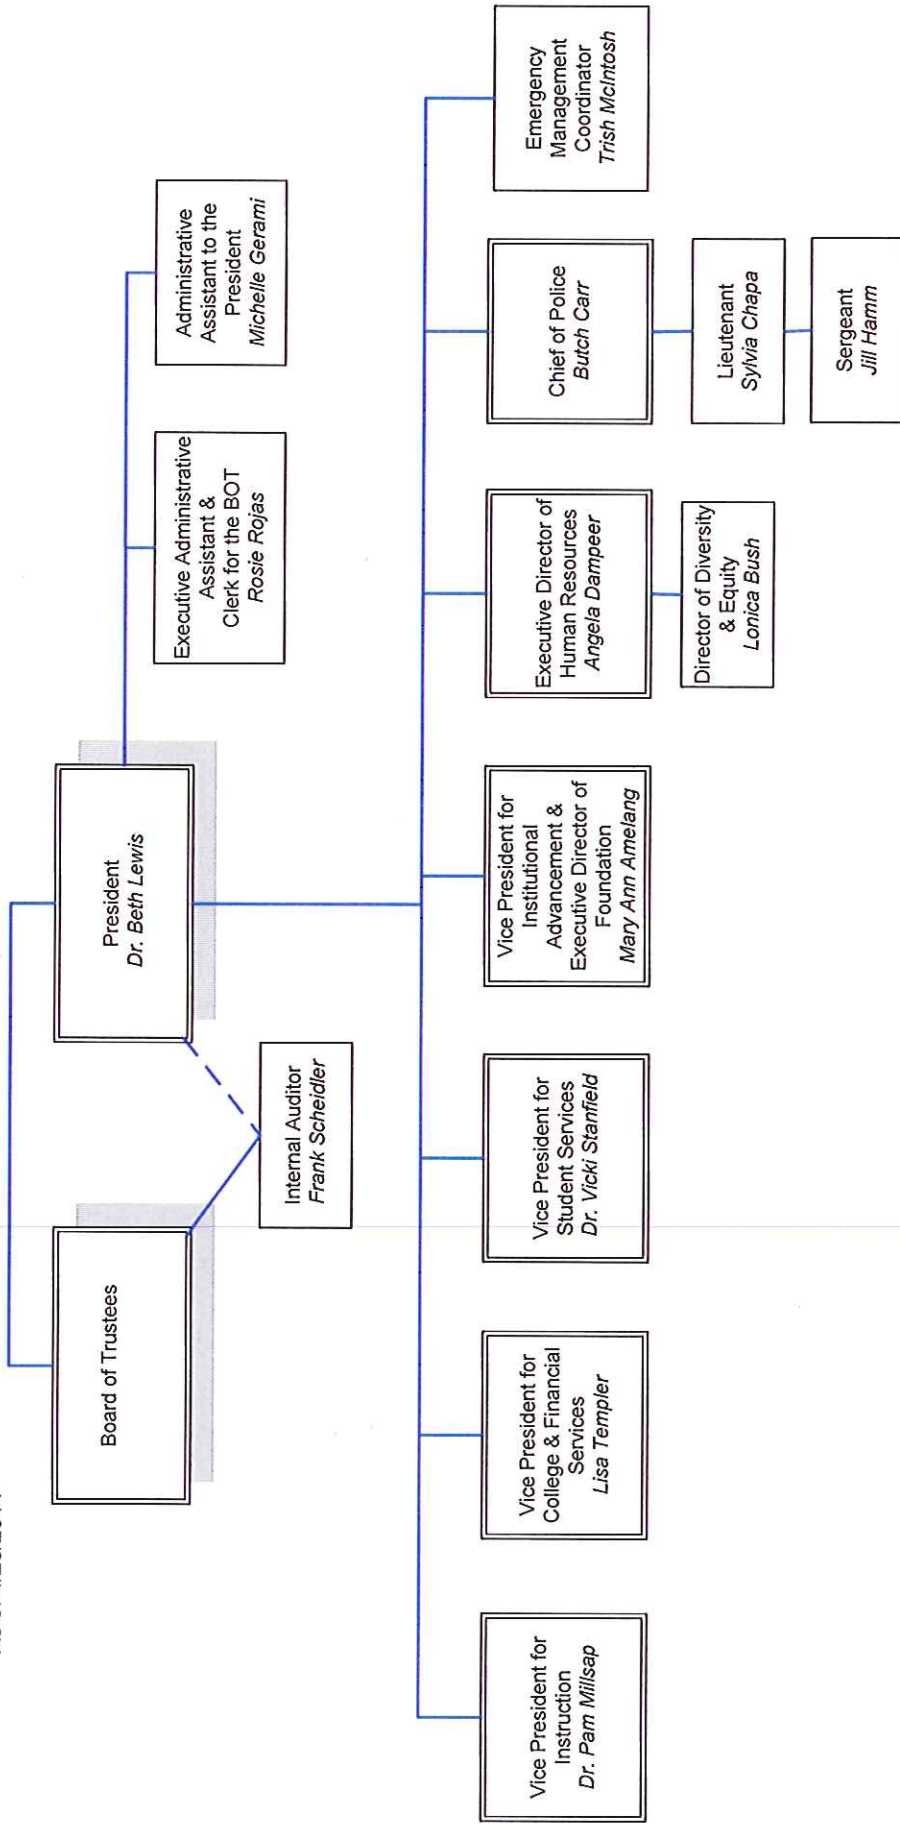 Board of Trustees
President
Dr. Beth Lewis
Internal Auditor
Frank Scheidler
Executive Administrative
Assistant &
Clerk for the BOT
Rosie Rojas
Administrative
Assistant to the
President
Michelle Gerami
Vice President for
Instruction
Dr. Pam Millsap
Vice President for
College & Financial
Services
Lisa Templer
Vice President for
Student Services
Dr. Vicki Stanfield
Vice President for
Institutional
Advancement &
Executive Director of
Foundation
Mary Ann Amelang
Executive Director of
Human Resources
Angela Dampeer
Director of Diversity
& Equity
Lonica Bush
Chief of Police
Butch Carr
Lieutenant
Sylvia Chapa
Sergeant
Jill Hamm
Emergency
Management
Coordinator
Trish McIntosh